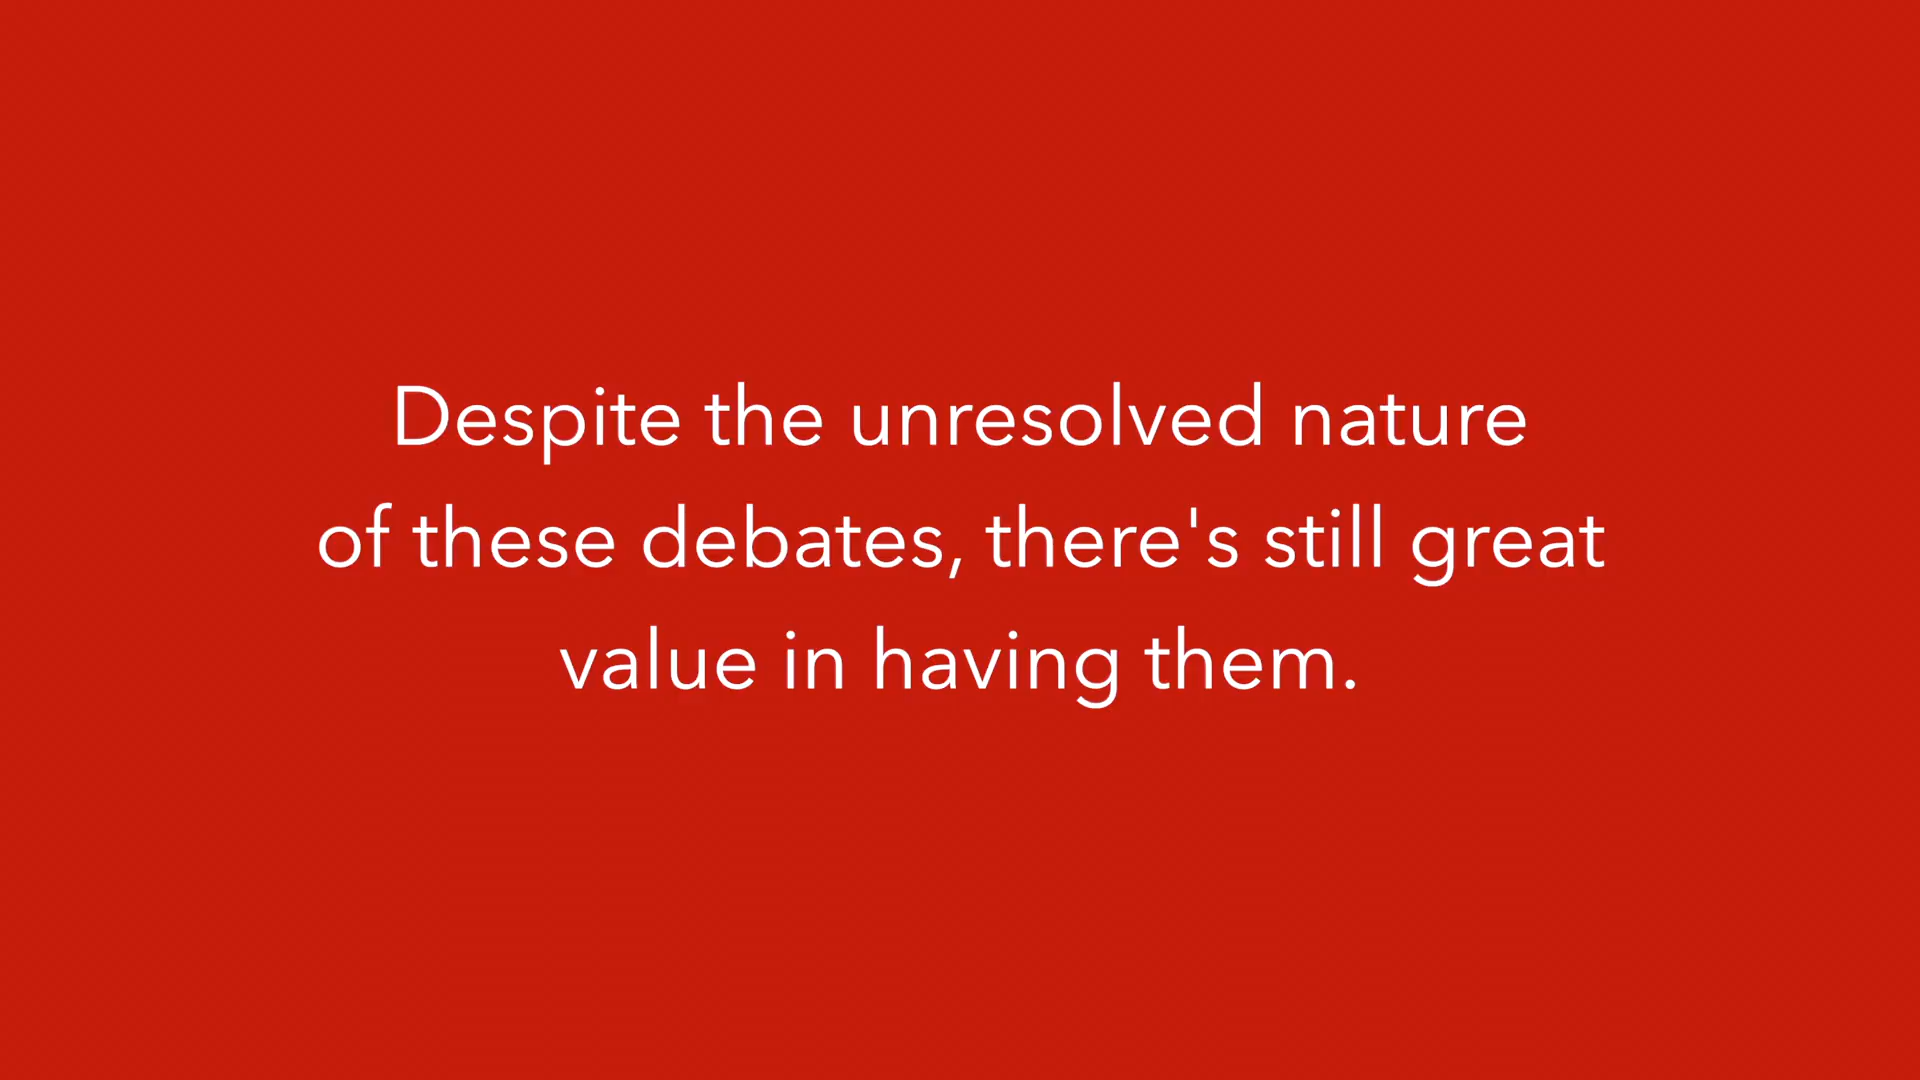 Despite the unresolved nature
of these debates, there's still great
value in having them.